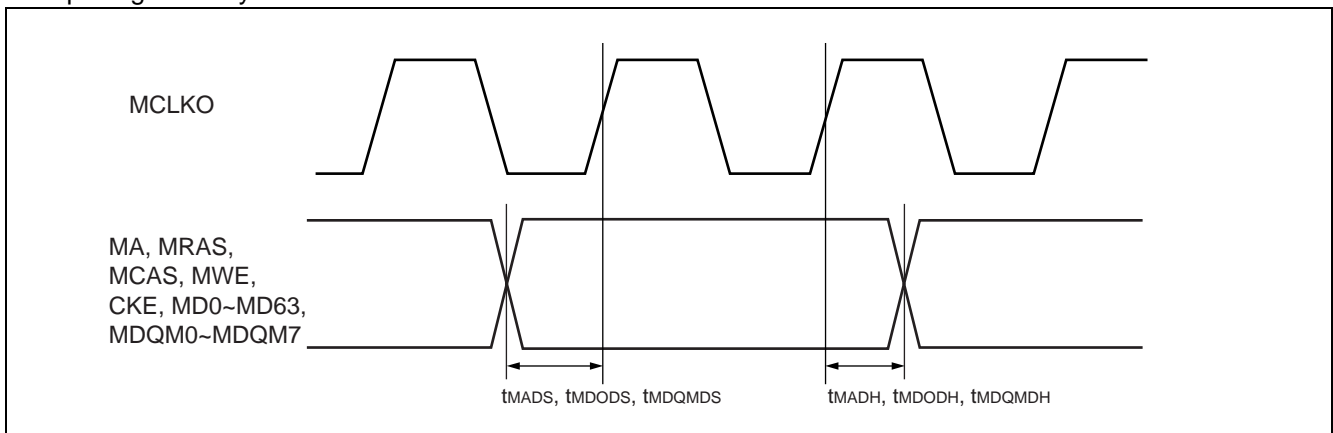 MCLKO
MA, MRAS,
MCAS, MWE,
CKE, MD0~MD63,
MDQM0~MDQM7
tMADS, tMDODS, tMDQMDS
tMADH, tMDODH, tMDQMDH